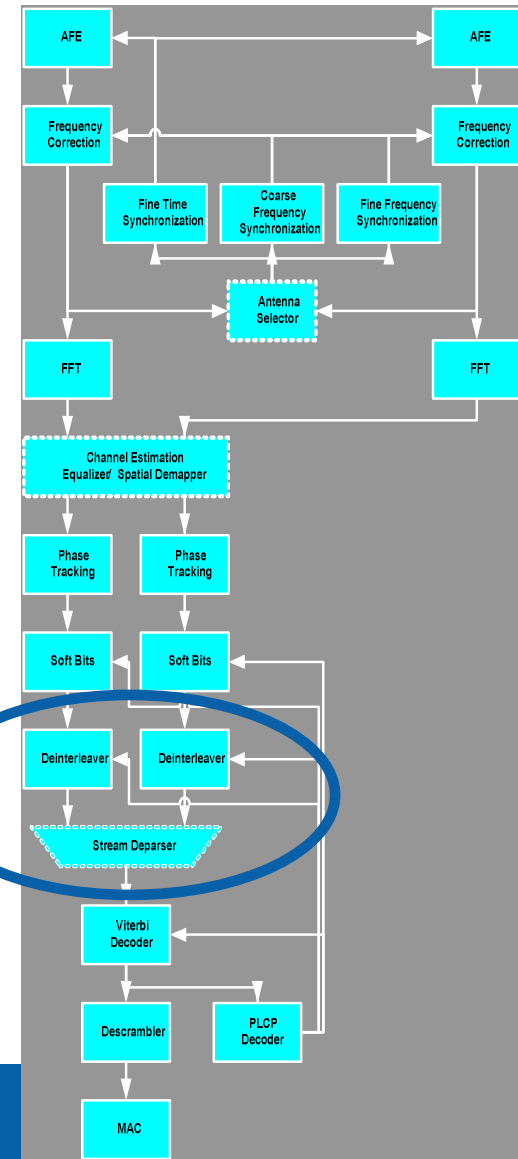 AFE
AFE
Frequency
Correction
Frequency
Correction
Fine Time
Synchronization
Coarse
Frequency
Synchronization
Fine Frequency
Synchronization
Antenna
Selector
FFT
FFT
Channel Estimation
Equalizer/ Spatial Demapper
Phase
Tracking
Phase
Tracking
Soft Bits
Soft Bits
Deinterleaver
Deinterleaver
Stream Deparser
Viterbi
Decoder
Descrambler
PLCP
Decoder
MAC